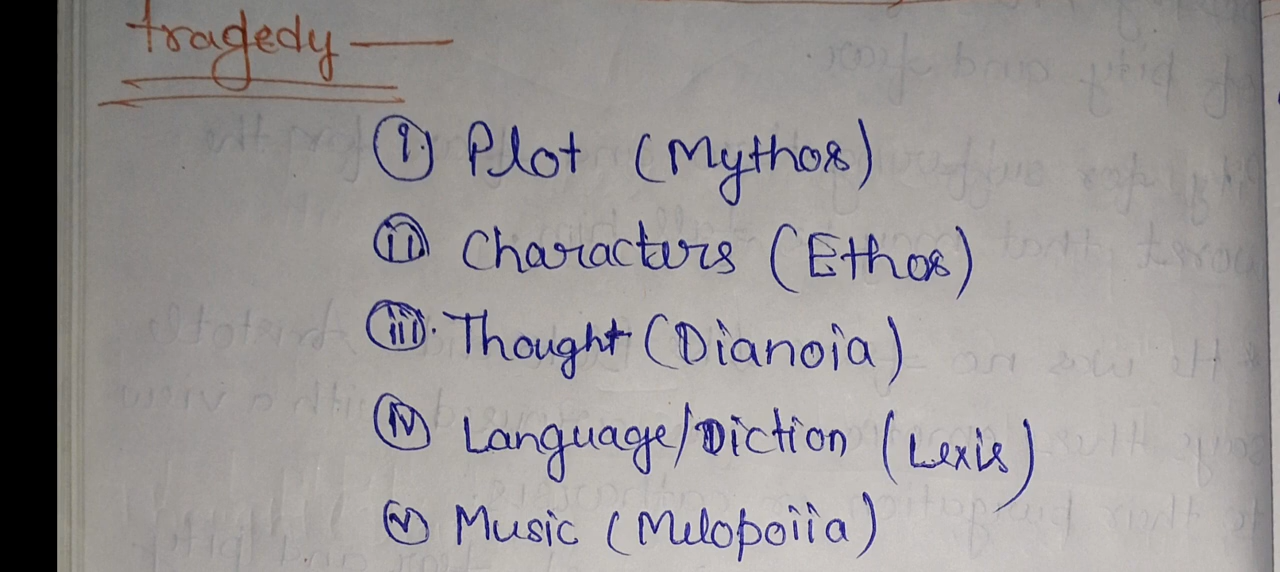 tragedy —
(i) Plot (Mythos)
(ii) Characters (Ethos)
(iii). Thought (Dianoia)
(iv) Language/Diction (Lexis)
(v) Music (Melopoiia)